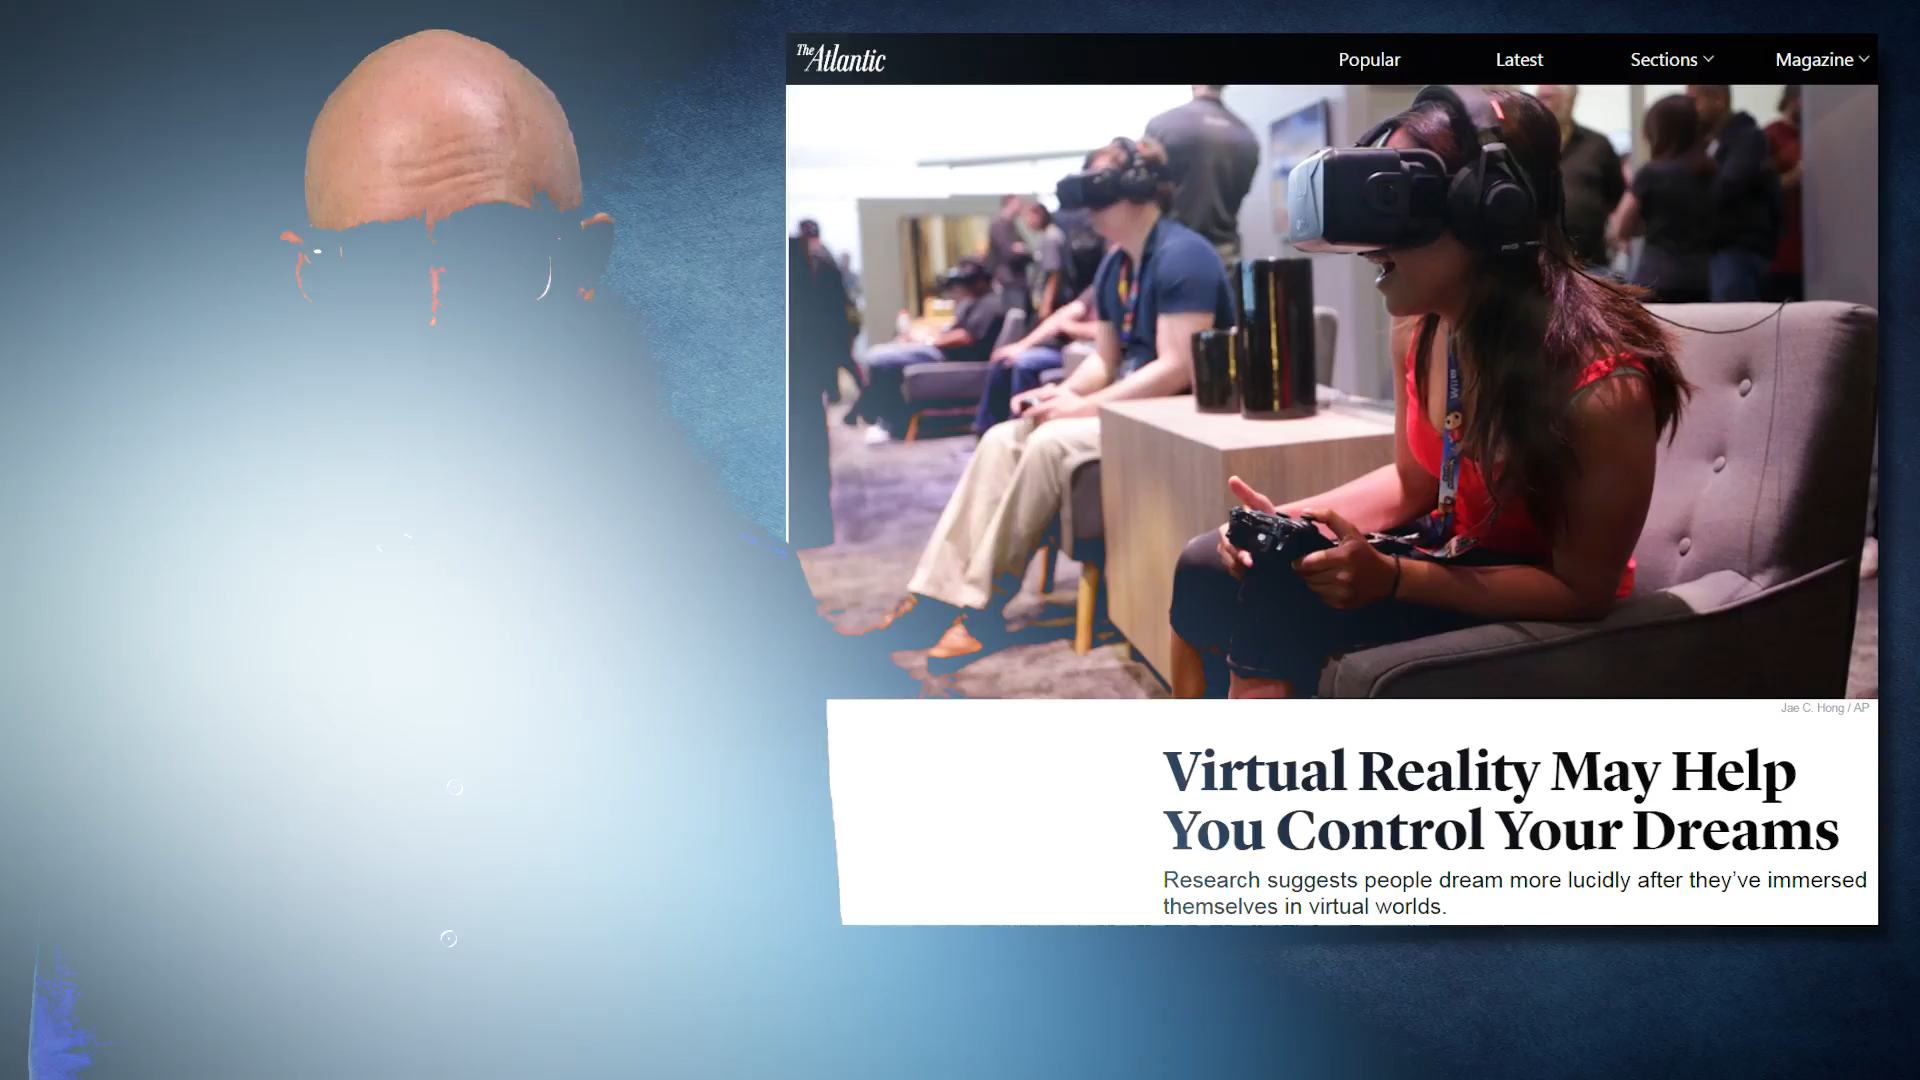 The Atlantic
Popular Latest Sections Magazine
Jae C. Hong / AP
Virtual Reality May Help
You Control Your Dreams
Research suggests people dream more lucidly after they’ve immersed
themselves in virtual worlds.